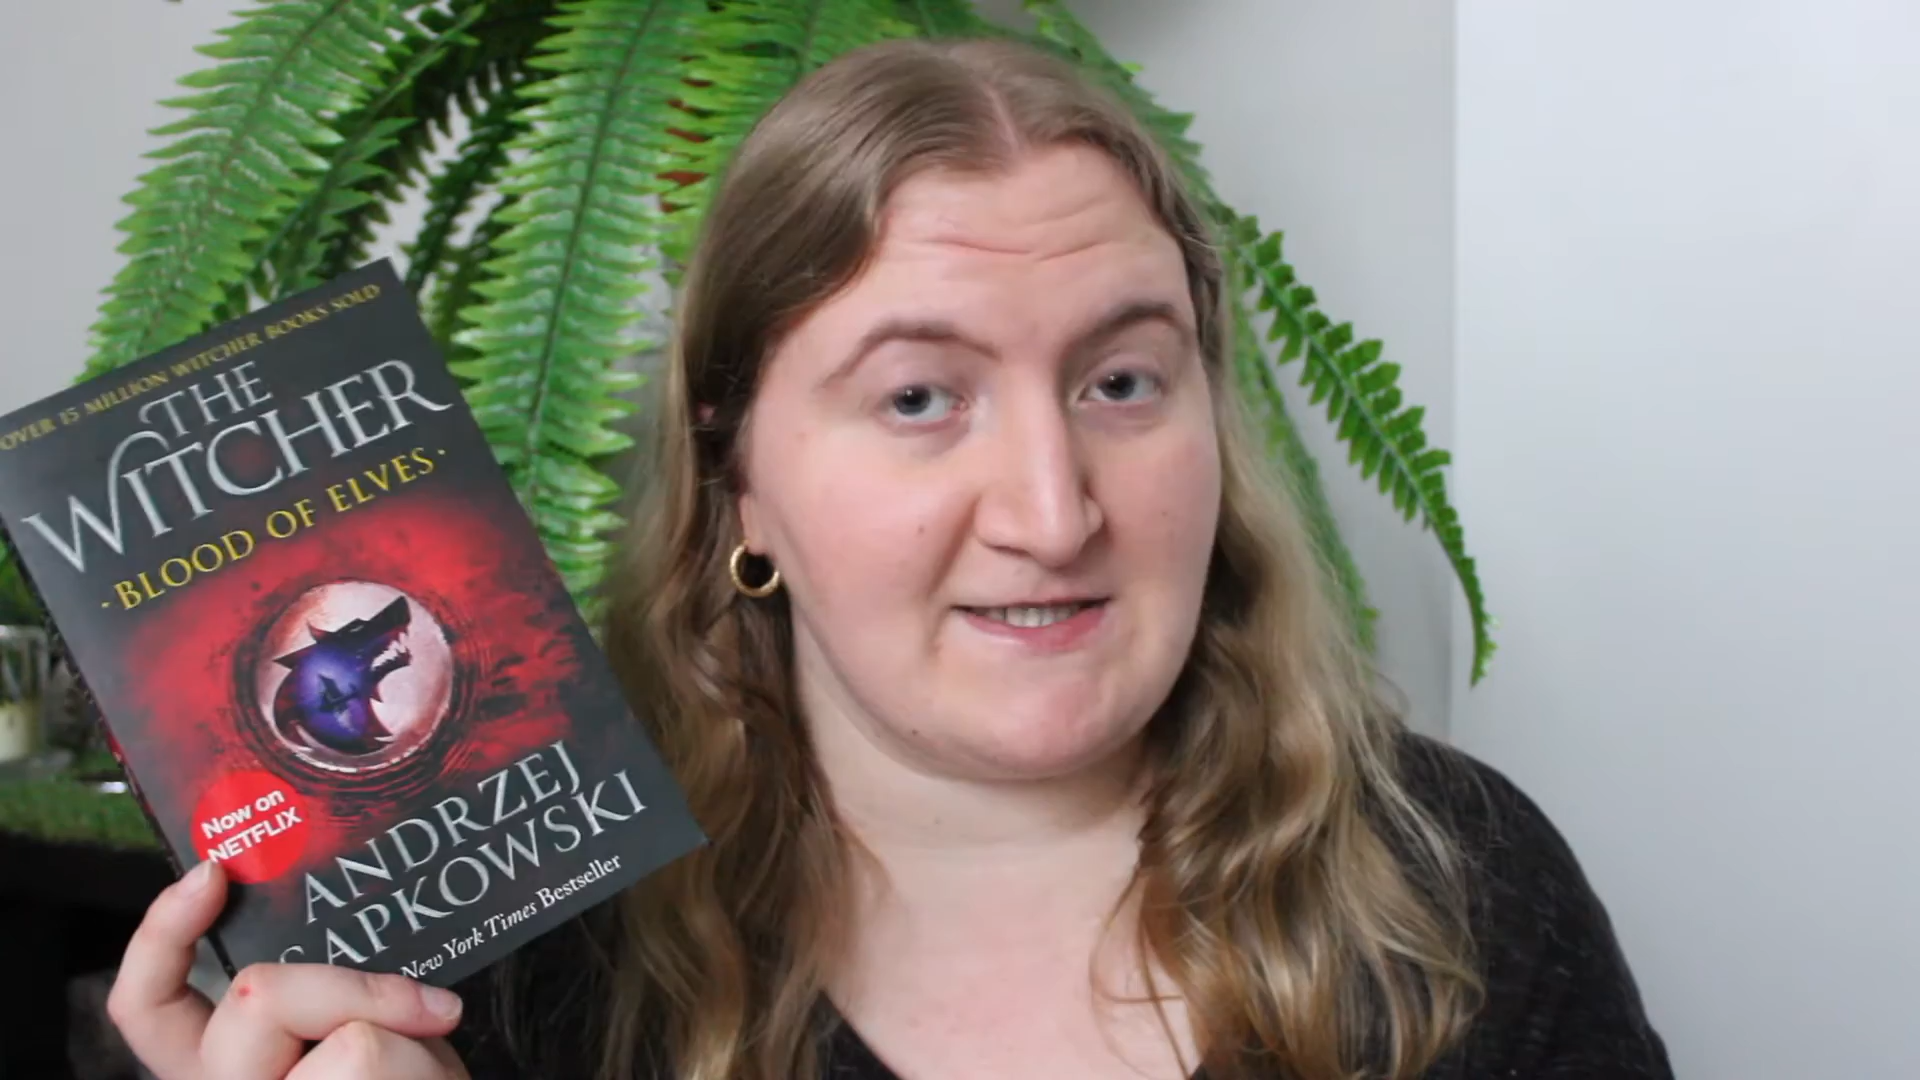 OVER 15 MILLION WITCHER BOOKS SOLD
THE
WITCHER
·BLOOD OF ELVES·
Now on
NETFLIX
ANDRZEJ
SAPKOWSKI
New York Times Bestseller